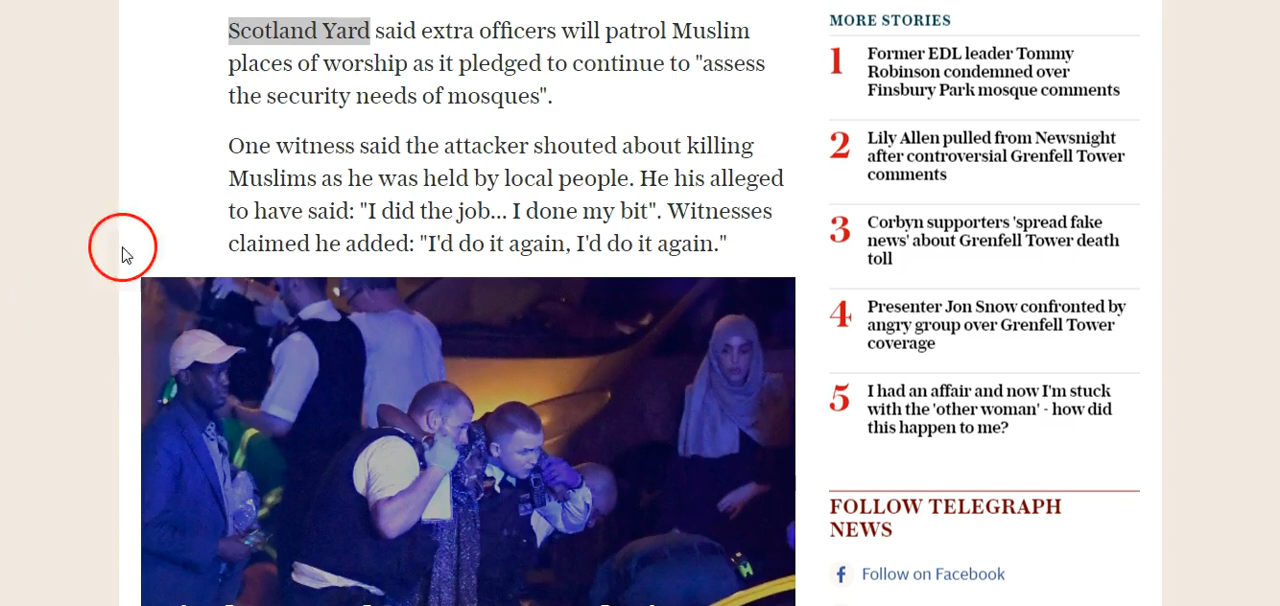 Scotland Yard said extra officers will patrol Muslim
places of worship as it pledged to continue to "assess
the security needs of mosques".
One witness said the attacker shouted about killing
Muslims as he was held by local people. He his alleged
to have said: "I did the job... I done my bit". Witnesses
claimed he added: "I'd do it again, I'd do it again."
MORE STORIES
1 Former EDL leader Tommy
Robinson condemned over
Finsbury Park mosque comments
2 Lily Allen pulled from Newsnight
after controversial Grenfell Tower
comments
3 Corbyn supporters 'spread fake
news' about Grenfell Tower death
toll
4 Presenter Jon Snow confronted by
angry group over Grenfell Tower
coverage
5 I had an affair and now I'm stuck
with the 'other woman' - how did
this happen to me?
FOLLOW TELEGRAPH
NEWS
Follow on Facebook